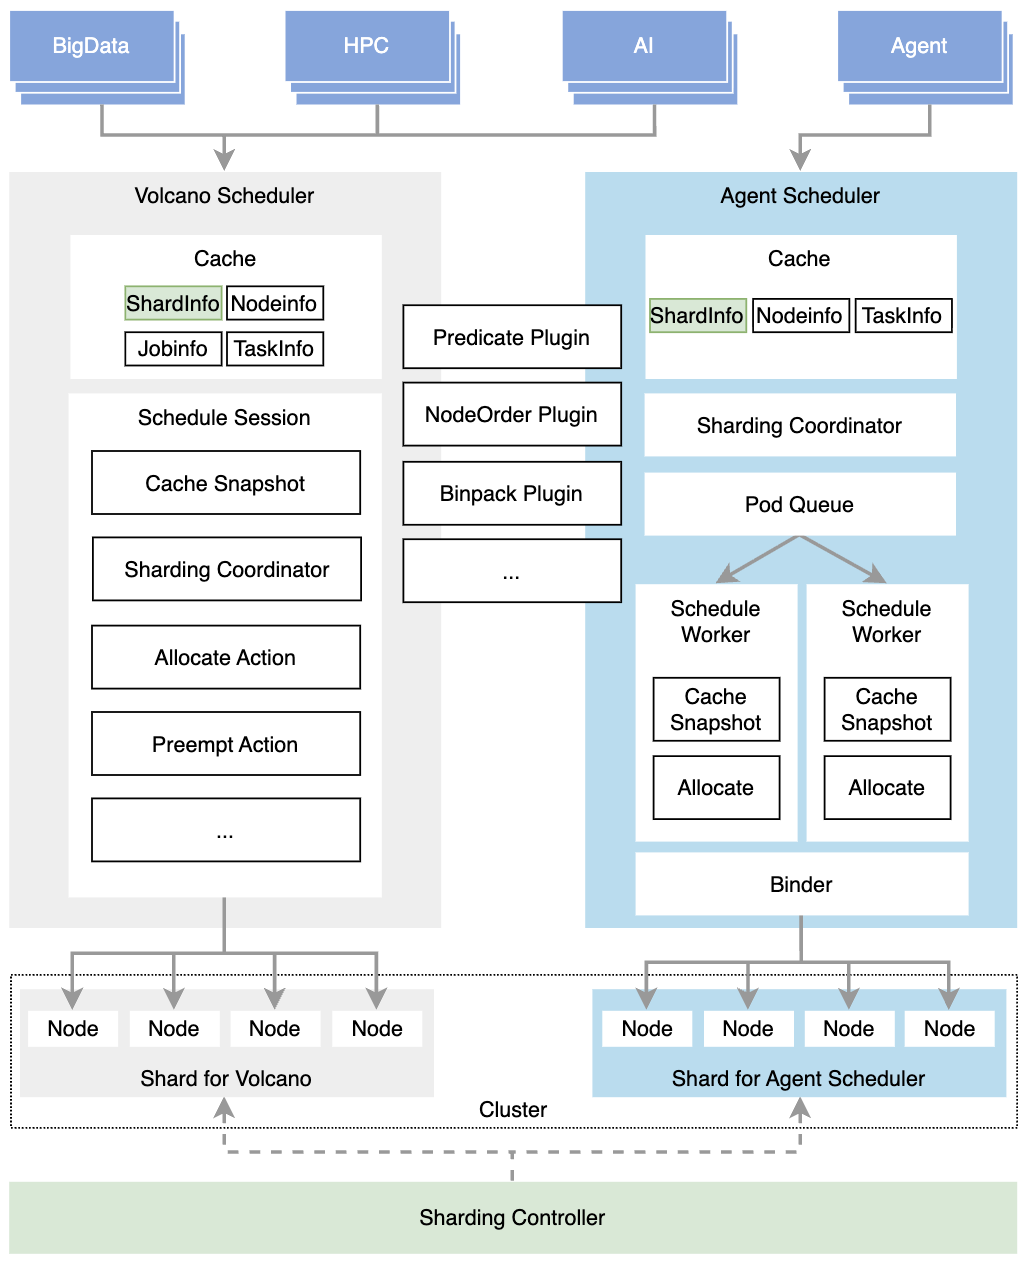 BigData
HPC
AI
Agent
Volcano Scheduler
Cache
ShardInfo
Nodeinfo
Jobinfo
TaskInfo
Schedule Session
Cache Snapshot
Sharding Coordinator
Allocate Action
Preempt Action
...
Predicate Plugin
NodeOrder Plugin
Binpack Plugin
...
Agent Scheduler
Cache
ShardInfo
Nodeinfo
TaskInfo
Sharding Coordinator
Pod Queue
Schedule
Worker
Cache
Snapshot
Allocate
Schedule
Worker
Cache
Snapshot
Allocate
Binder
Node
Node
Node
Node
Shard for Volcano
Node
Node
Node
Node
Shard for Agent Scheduler
Cluster
Sharding Controller